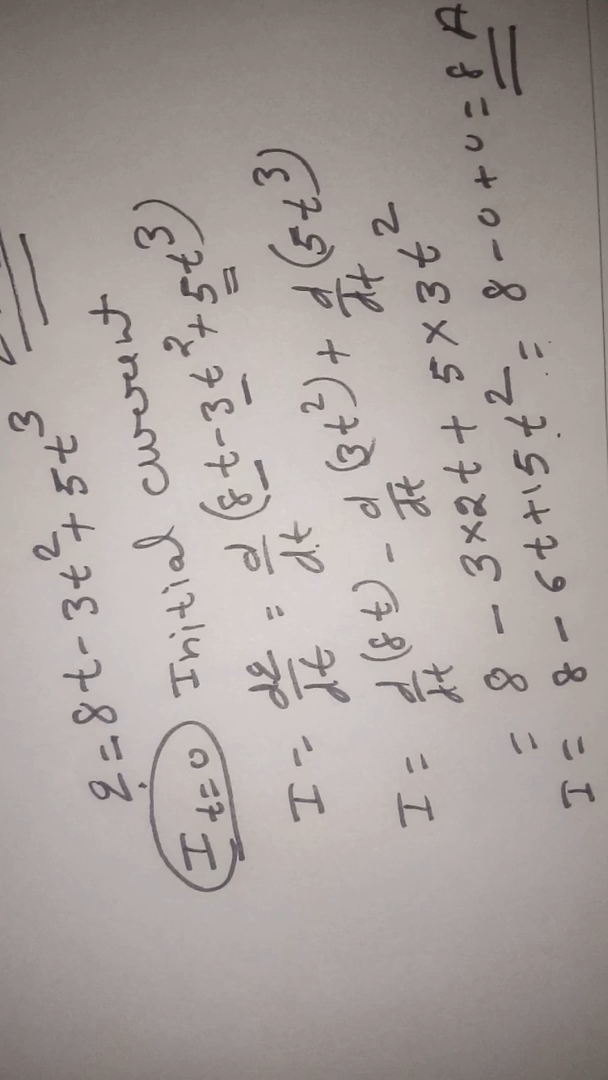 q = 8t - 3t² + 5t³
I t=0 Initial current
I = dq/dt = d/dt (8t - 3t² + 5t³)
I = d/dt (8t) - d/dt (3t²) + d/dt (5t³)
= 8 - 3×2t + 5×3t²
I = 8 - 6t + 15t² = 8 - 0 + 0 = 8 A